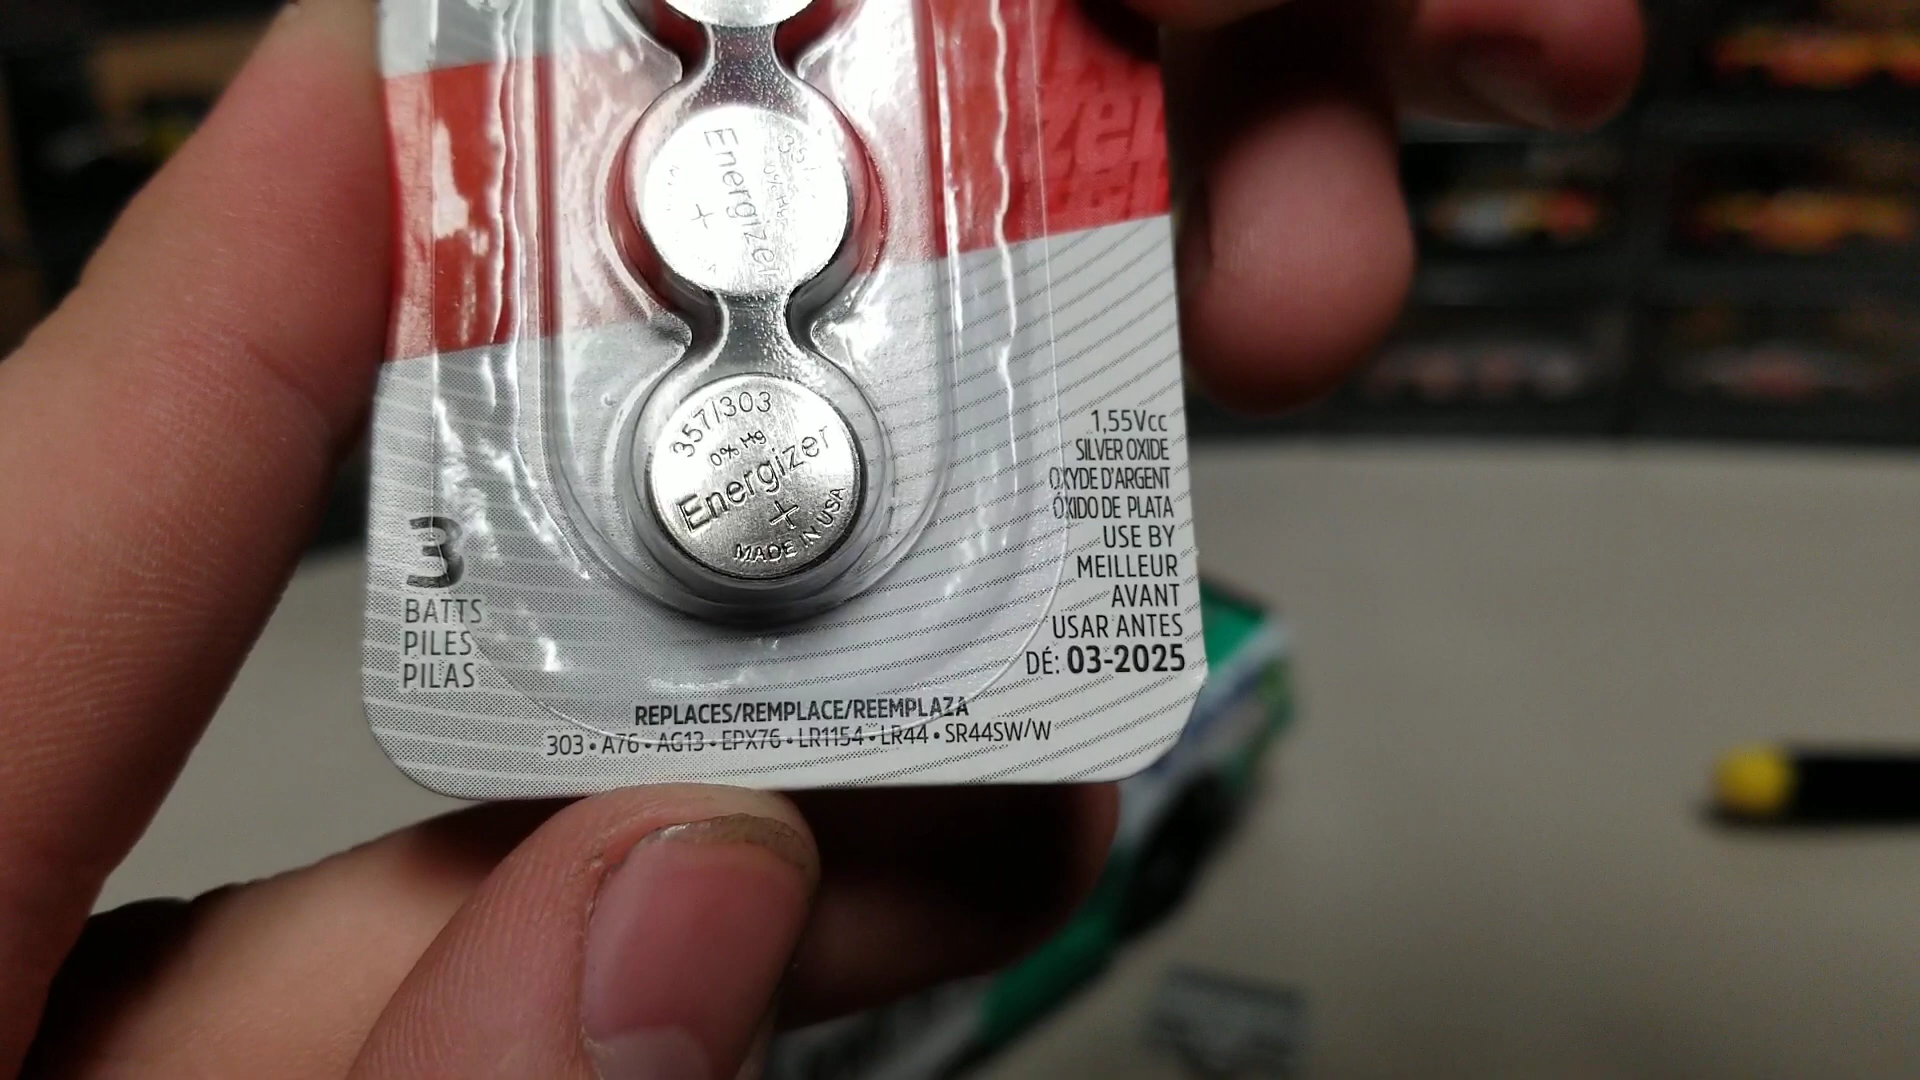 Energizer
+
357/303
0% Hg
Energizer
+
MADE IN USA
3
BATTS
PILES
PILAS
1,55Vcc
SILVER OXIDE
OXYDE D'ARGENT
ÓXIDO DE PLATA
USE BY
MEILLEUR
AVANT
USAR ANTES
DÉ: 03-2025
REPLACES/REMPLACE/REEMPLAZA
303 • A76 • AG13 • EPX76 • LR1154 • LR44 • SR44SW/W